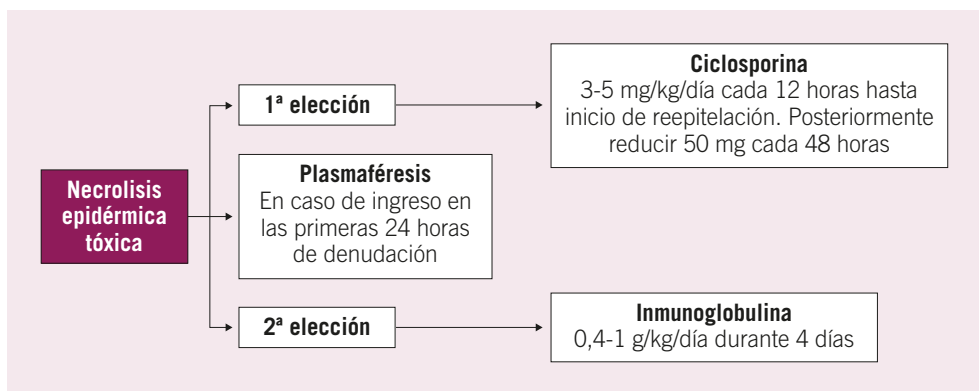 Necrolisis
epidérmica
tóxica
1ª elección
Ciclosporina
3-5 mg/kg/día cada 12 horas hasta
inicio de reepitelación. Posteriormente
reducir 50 mg cada 48 horas
Plasmaféresis
En caso de ingreso en
las primeras 24 horas
de denudación
2ª elección
Inmunoglobulina
0,4-1 g/kg/día durante 4 días